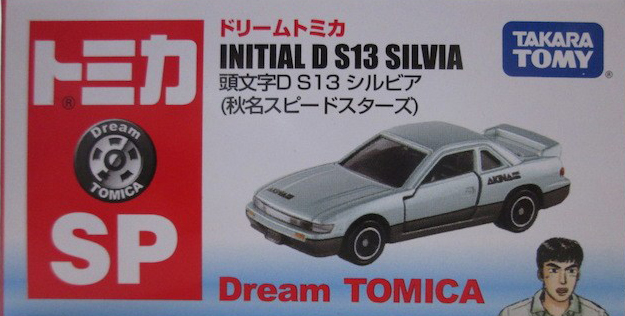 トミカ
®
Dream
TOMICA
SP
ドリームトミカ
INITIAL D S13 SILVIA
頭文字D S13 シルビア
(秋名スピードスターズ)
TAKARA
TOMY®
AKINA
Dream TOMICA